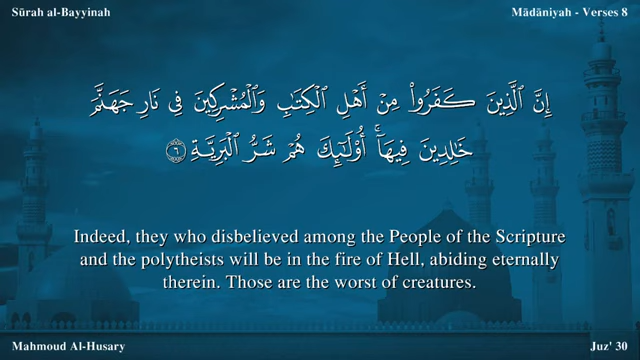 Sūrah al-Bayyinah
Mādāniyah - Verses 8
إِنَّ ٱلَّذِينَ كَفَرُوا۟ مِنْ أَهْلِ ٱلْكِتَٰبِ وَٱلْمُشْرِكِينَ فِى نَارِ جَهَنَّمَ
خَٰلِدِينَ فِيهَآ ۚ أُو۟لَٰٓئِكَ هُمْ شَرُّ ٱلْبَرِيَّةِ ٦
Indeed, they who disbelieved among the People of the Scripture
and the polytheists will be in the fire of Hell, abiding eternally
therein. Those are the worst of creatures.
Mahmoud Al-Husary
Juz' 30